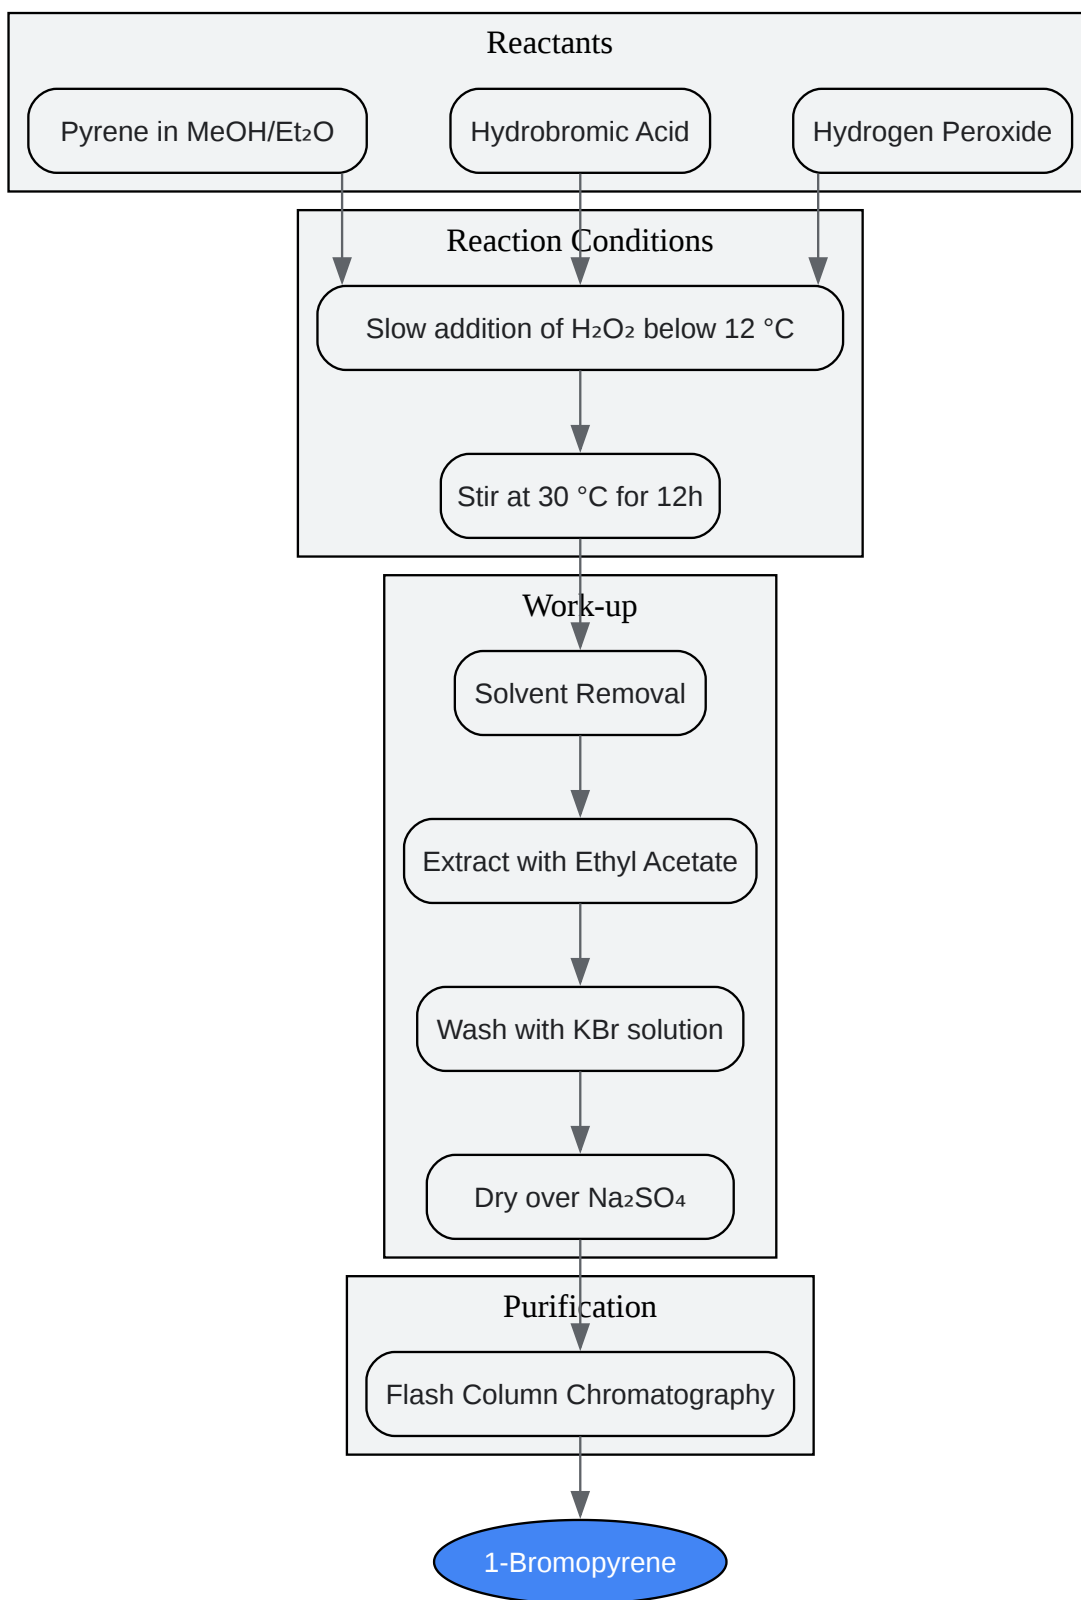 Reactants
Pyrene in MeOH/Et₂O
Hydrobromic Acid
Hydrogen Peroxide
Reaction Conditions
Slow addition of H₂O₂ below 12 °C
Stir at 30 °C for 12h
Work-up
Solvent Removal
Extract with Ethyl Acetate
Wash with KBr solution
Dry over Na₂SO₄
Purification
Flash Column Chromatography
1-Bromopyrene